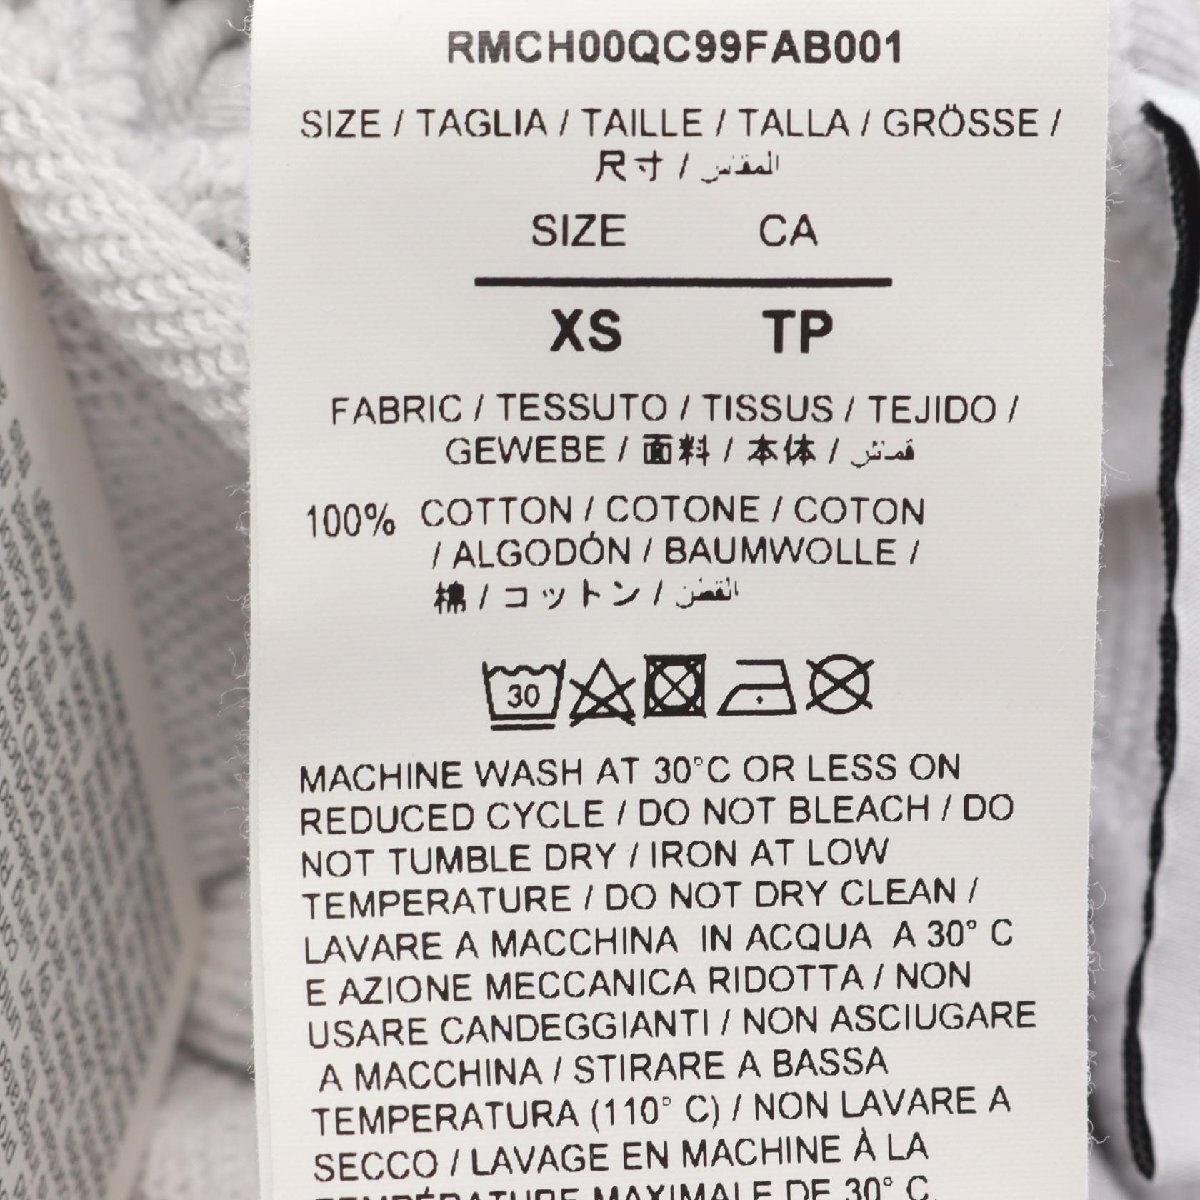 RMCH00QC99FAB001
SIZE / TAGLIA / TAILLE / TALLA / GRÖSSE /
尺寸 / المقاس
SIZE CA
XS TP
FABRIC / TESSUTO / TISSUS / TEJIDO /
GEWEBE / 面料 / 本体 / قماش
100% COTTON / COTONE / COTON
/ ALGODÓN / BAUMWOLLE /
棉 / コットン / القطن
30
MACHINE WASH AT 30°C OR LESS ON
REDUCED CYCLE / DO NOT BLEACH / DO
NOT TUMBLE DRY / IRON AT LOW
TEMPERATURE / DO NOT DRY CLEAN /
LAVARE A MACCHINA IN ACQUA A 30° C
E AZIONE MECCANICA RIDOTTA / NON
USARE CANDEGGIANTI / NON ASCIUGARE
A MACCHINA / STIRARE A BASSA
TEMPERATURA (110° C) / NON LAVARE A
SECCO / LAVAGE EN MACHINE À LA
TEMPÉRATURE MAXIMALE DE 30° C